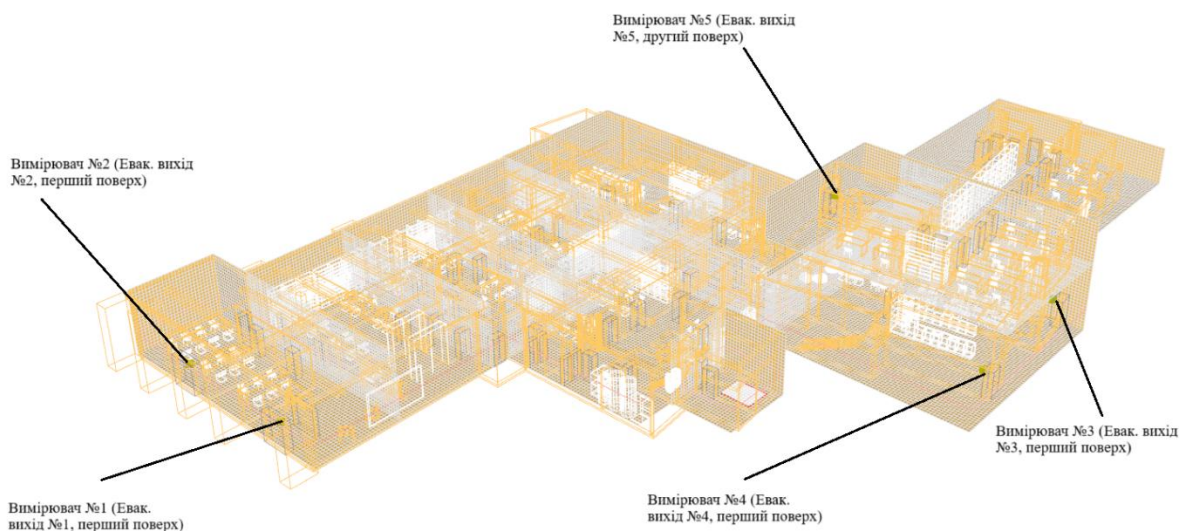 Вимірювач №5 (Евак. вихід
№5, другий поверх)
Вимірювач №2 (Евак. вихід
№2, перший поверх)
Вимірювач №3 (Евак. вихід
№3, перший поверх)
Вимірювач №4 (Евак.
вихід №4, перший поверх)
Вимірювач №1 (Евак.
вихід №1, перший поверх)